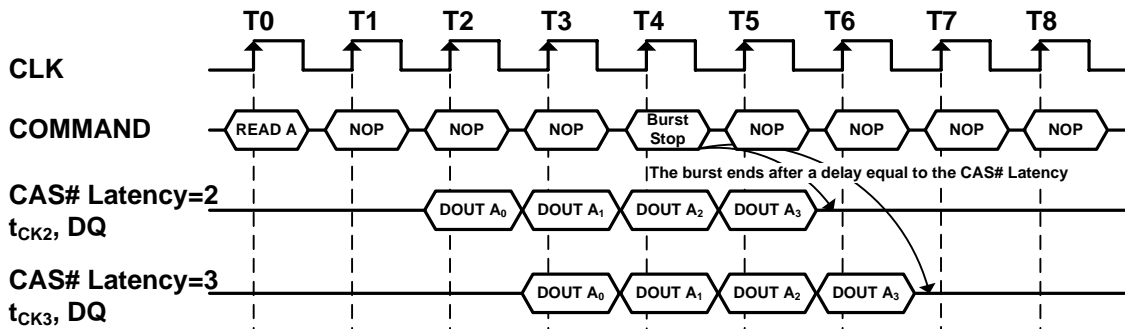 T0 T1 T2 T3 T4 T5 T6 T7 T8
CLK
COMMAND READ A NOP NOP NOP Burst Stop NOP NOP NOP NOP
The burst ends after a delay equal to the CAS# Latency
CAS# Latency=2
tCK2, DQ
DOUT A0 DOUT A1 DOUT A2 DOUT A3
CAS# Latency=3
tCK3, DQ
DOUT A0 DOUT A1 DOUT A2 DOUT A3